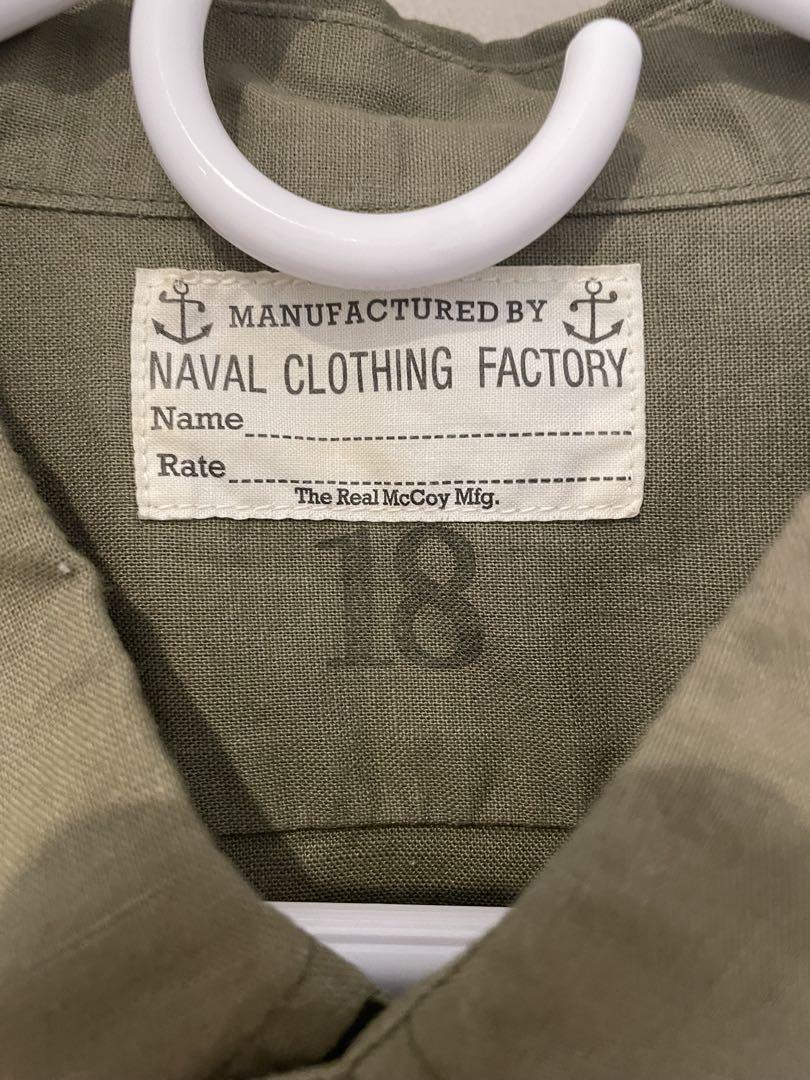 MANUFACTURED BY
NAVAL CLOTHING FACTORY
Name
Rate
The Real McCoy Mfg.
18